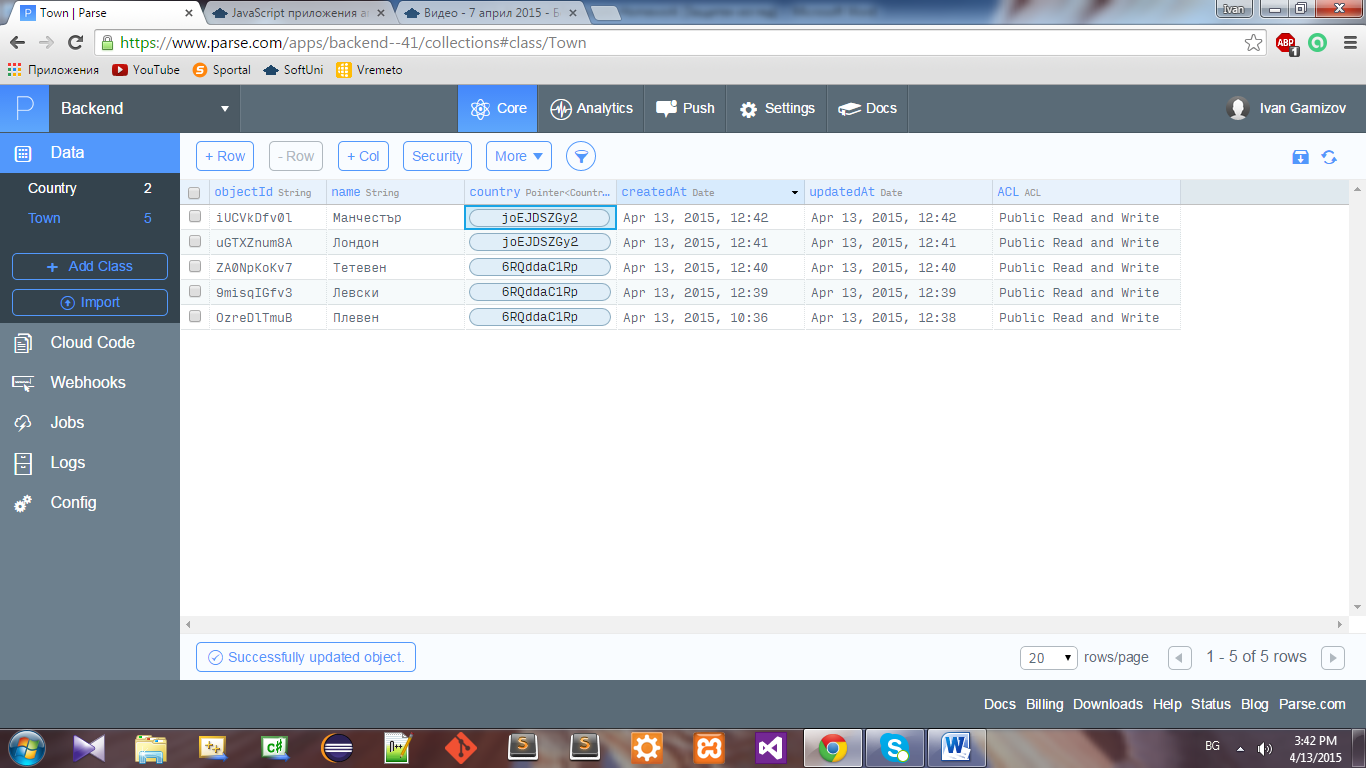 Town | Parse
JavaScript приложения
Видео - 7 април 2015 -
Ivan
https://www.parse.com/apps/backend--41/collections#class/Town
ABP 1
Приложения YouTube Sportal SoftUni Vremeto
P Backend Core Analytics Push Settings Docs Ivan Gamizov
Data
Country 2
Town 5
+ Add Class
Import
Cloud Code
Webhooks
Jobs
Logs
Config
+ Row - Row + Col Security More
objectId String name String country Pointer<Countr... createdAt Date updatedAt Date ACL ACL
iUCVkDfv0l Манчестър joEJDSZGy2 Apr 13, 2015, 12:42 Apr 13, 2015, 12:42 Public Read and Write
uGTXZnum8A Лондон joEJDSZGy2 Apr 13, 2015, 12:41 Apr 13, 2015, 12:41 Public Read and Write
ZA0NpKoKv7 Тетевен 6RQddaC1Rp Apr 13, 2015, 12:40 Apr 13, 2015, 12:40 Public Read and Write
9misqIGfv3 Левски 6RQddaC1Rp Apr 13, 2015, 12:39 Apr 13, 2015, 12:39 Public Read and Write
OzreDlTmuB Плевен 6RQddaC1Rp Apr 13, 2015, 10:36 Apr 13, 2015, 12:38 Public Read and Write
Successfully updated object.
20 rows/page 1 - 5 of 5 rows
Docs Billing Downloads Help Status Blog Parse.com
BG
3:42 PM
4/13/2015